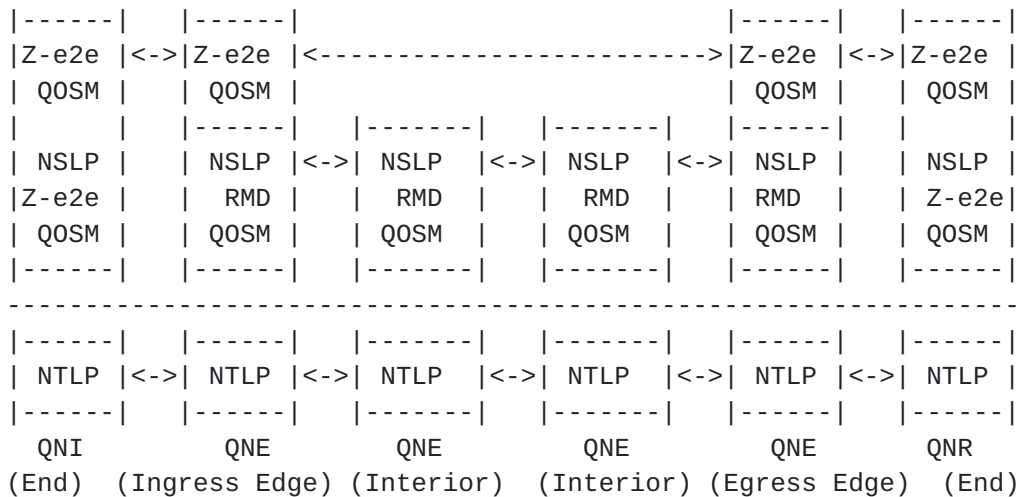 |------|   |------|                           |------|   |------|
|Z-e2e |<->|Z-e2e |<------------------------->|Z-e2e |<->|Z-e2e |
| QOSM |   | QOSM |                           | QOSM |   | QOSM |
|      |   |------|   |-------|   |-------|   |------|   |      |
| NSLP |   | NSLP |<->| NSLP  |<->| NSLP  |<->| NSLP |   | NSLP |
|Z-e2e |   |  RMD |   |  RMD  |   |  RMD  |   | RMD  |   | Z-e2e|
| QOSM |   | QOSM |   | QOSM  |   | QOSM  |   | QOSM |   | QOSM |
|------|   |------|   |-------|   |-------|   |------|   |------|
-----------------------------------------------------------------
|------|   |------|   |-------|   |-------|   |------|   |------|
| NTLP |<->| NTLP |<->| NTLP  |<->| NTLP  |<->| NTLP |<->| NTLP |
|------|   |------|   |-------|   |-------|   |------|   |------|
  QNI         QNE        QNE         QNE         QNE       QNR
(End)  (Ingress Edge) (Interior)  (Interior) (Egress Edge)  (End)